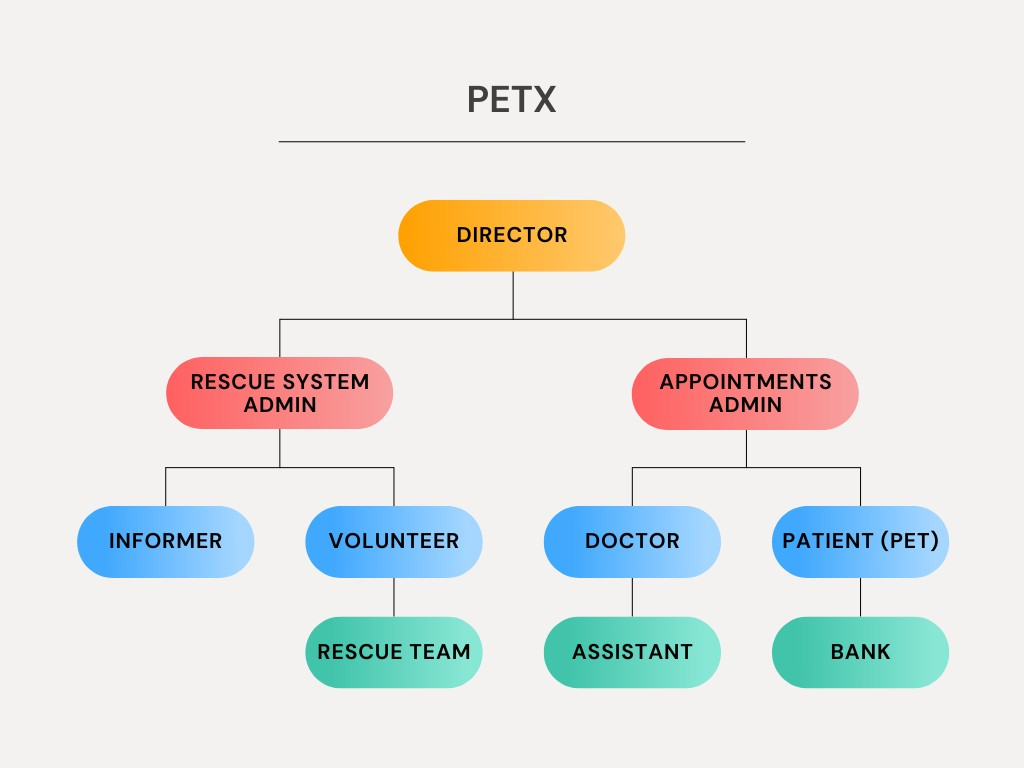 PETX
DIRECTOR
RESCUE SYSTEM
ADMIN
APPOINTMENTS
ADMIN
INFORMER
VOLUNTEER
DOCTOR
PATIENT (PET)
RESCUE TEAM
ASSISTANT
BANK